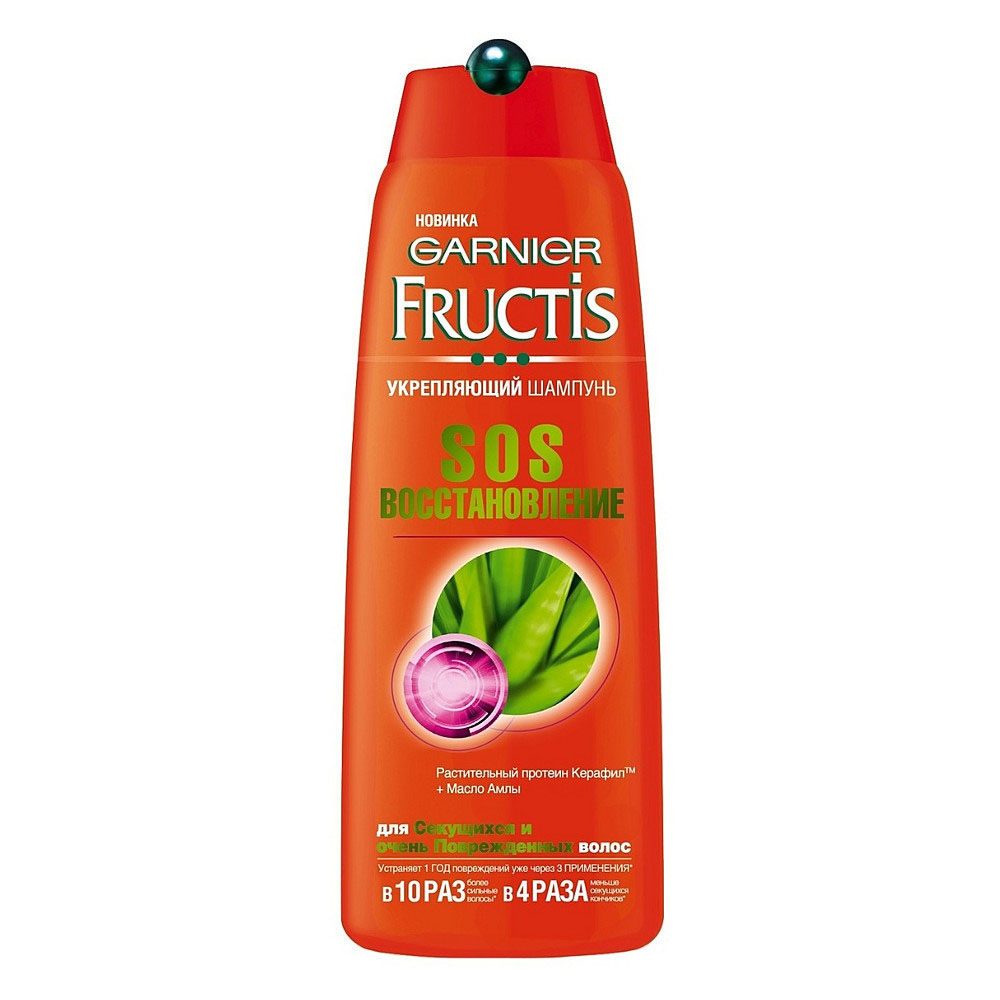 НОВИНКА
GARNIER
FRUCTIS
УКРЕПЛЯЮЩИЙ ШАМПУНЬ
SOS
ВОССТАНОВЛЕНИЕ
Растительный протеин Керафил™
+ Масло Амлы
для Секущихся и
очень Поврежденных волос
Устраняет 1 ГОД повреждений уже через 3 ПРИМЕНЕНИЯ*
В 10 РАЗ более сильные волосы* В 4 РАЗА меньше секущихся кончиков*